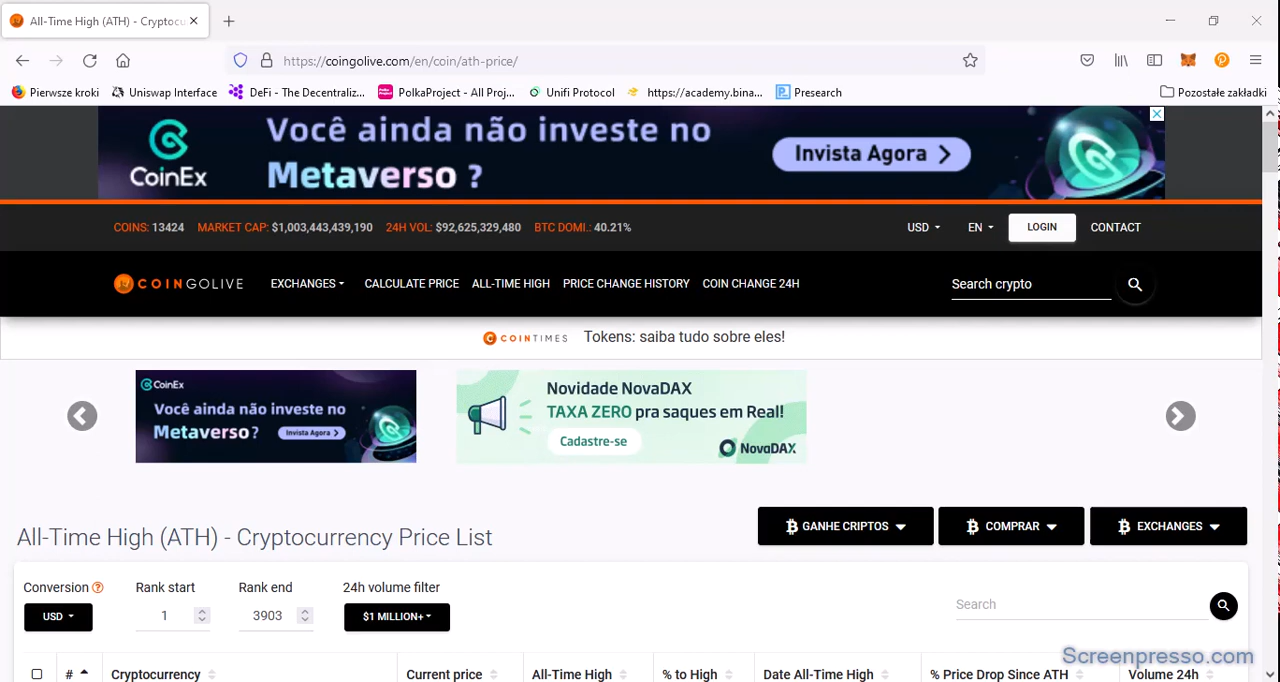 All-Time High (ATH) - Cryptocu
https://coingolive.com/en/coin/ath-price/
Pierwsze kroki Uniswap Interface DeFi - The Decentraliz... PolkaProject - All Proj... Unifi Protocol https://academy.bina... Presearch Pozostałe zakładki
Você ainda não investe no
Metaverso ?
Invista Agora
CoinEx
COINS: 13424 MARKET CAP: $1,003,443,439,190 24H VOL: $92,625,329,480 BTC DOMI.: 40.21% USD EN LOGIN CONTACT
COINGOLIVE EXCHANGES CALCULATE PRICE ALL-TIME HIGH PRICE CHANGE HISTORY COIN CHANGE 24H Search crypto
COINTIMES Tokens: saiba tudo sobre eles!
CoinEx
Você ainda não investe no
Metaverso? Invista Agora
Novidade NovaDAX
TAXA ZERO pra saques em Real!
Cadastre-se
NovaDAX
All-Time High (ATH) - Cryptocurrency Price List
GANHE CRIPTOS COMPRAR EXCHANGES
Conversion Rank start Rank end 24h volume filter
USD 1 3903 $1 MILLION+ Search
# Cryptocurrency Current price All-Time High % to High Date All-Time High % Price Drop Since ATH Volume 24h
Screenpresso.com